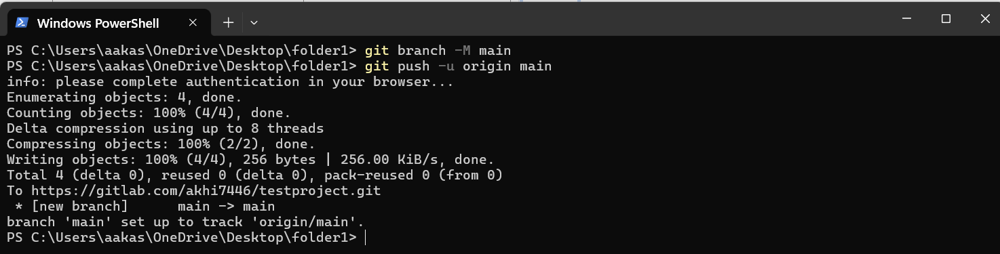 Windows PowerShell
PS C:\Users\aakas\OneDrive\Desktop\folder1> git branch -M main
PS C:\Users\aakas\OneDrive\Desktop\folder1> git push -u origin main
info: please complete authentication in your browser...
Enumerating objects: 4, done.
Counting objects: 100% (4/4), done.
Delta compression using up to 8 threads
Compressing objects: 100% (2/2), done.
Writing objects: 100% (4/4), 256 bytes | 256.00 KiB/s, done.
Total 4 (delta 0), reused 0 (delta 0), pack-reused 0 (from 0)
To https://gitlab.com/akhi7446/testproject.git
 * [new branch]      main -> main
branch 'main' set up to track 'origin/main'.
PS C:\Users\aakas\OneDrive\Desktop\folder1>